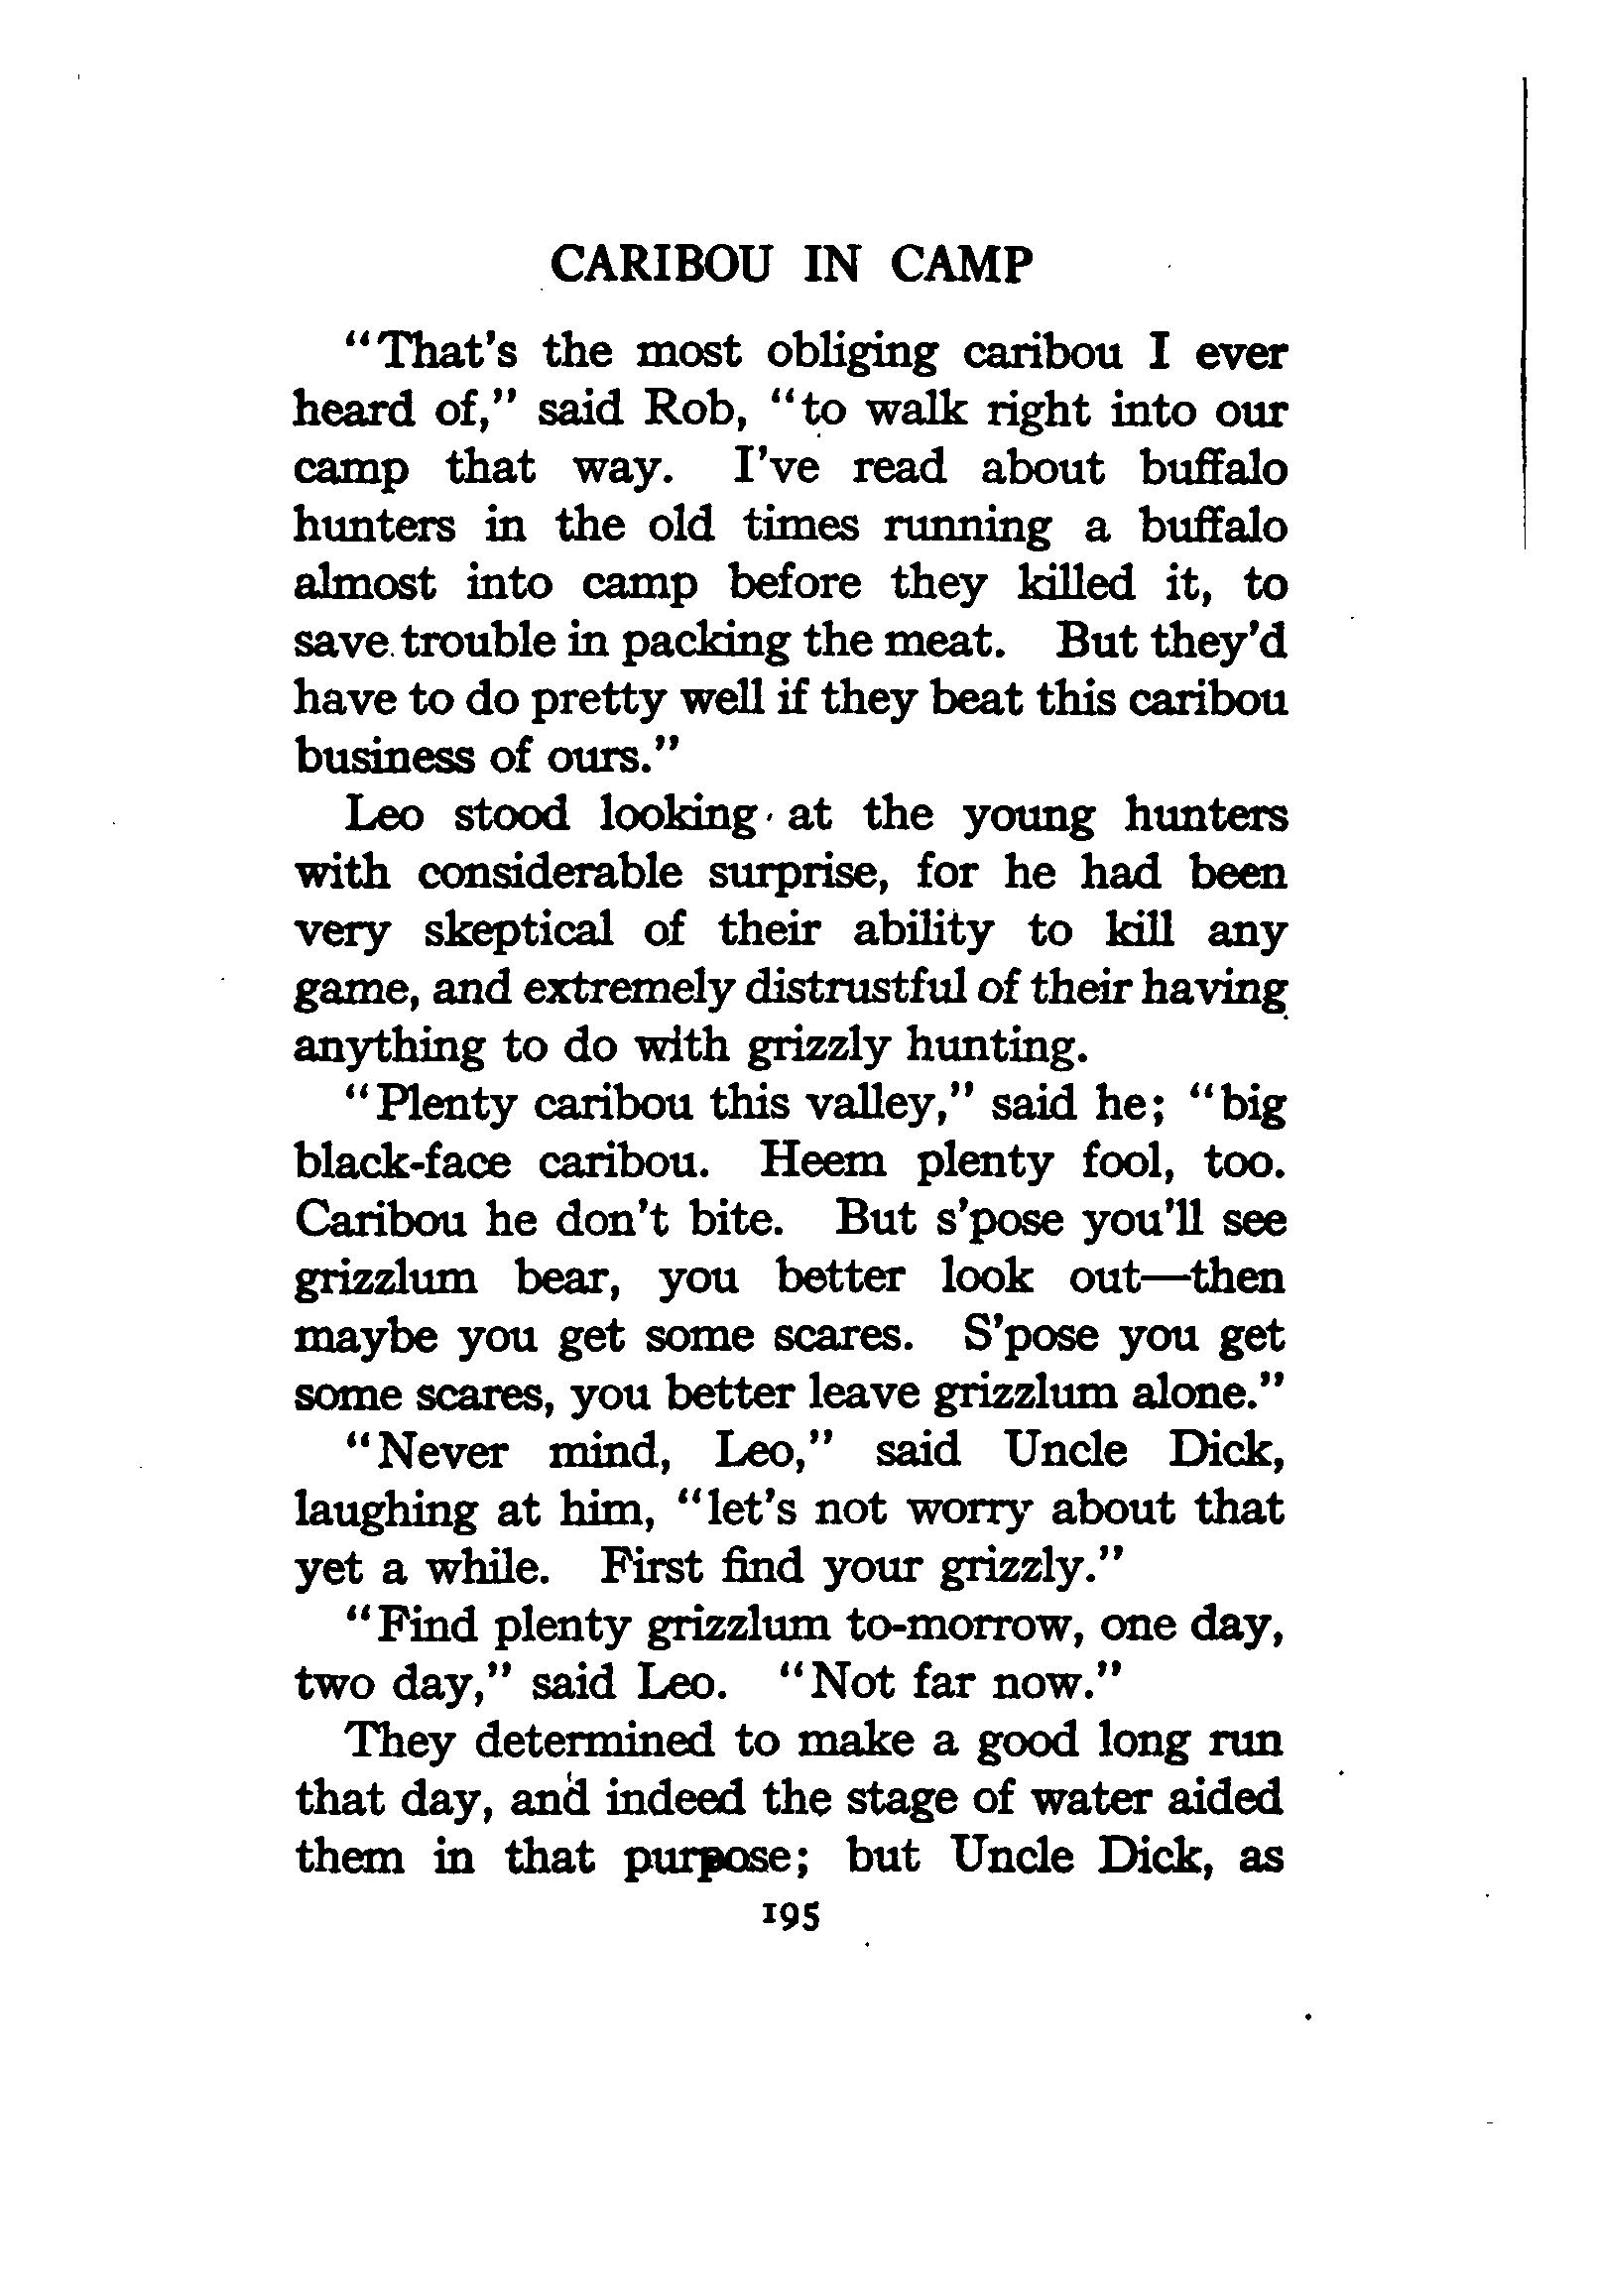 CARIBOU IN CAMP
"That's the most obliging caribou I ever
heard of," said Rob, "to walk right into our
camp that way. I've read about buffalo
hunters in the old times running a buffalo
almost into camp before they killed it, to
save trouble in packing the meat. But they'd
have to do pretty well if they beat this caribou
business of ours."
Leo stood looking at the young hunters
with considerable surprise, for he had been
very skeptical of their ability to kill any
game, and extremely distrustful of their having
anything to do with grizzly hunting.
"Plenty caribou this valley," said he; "big
black-face caribou. Heem plenty fool, too.
Caribou he don't bite. But s'pose you'll see
grizzlum bear, you better look out—then
maybe you get some scares. S'pose you get
some scares, you better leave grizzlum alone."
"Never mind, Leo," said Uncle Dick,
laughing at him, "let's not worry about that
yet a while. First find your grizzly."
"Find plenty grizzlum to-morrow, one day,
two day," said Leo. "Not far now."
They determined to make a good long run
that day, and indeed the stage of water aided
them in that purpose; but Uncle Dick, as
195